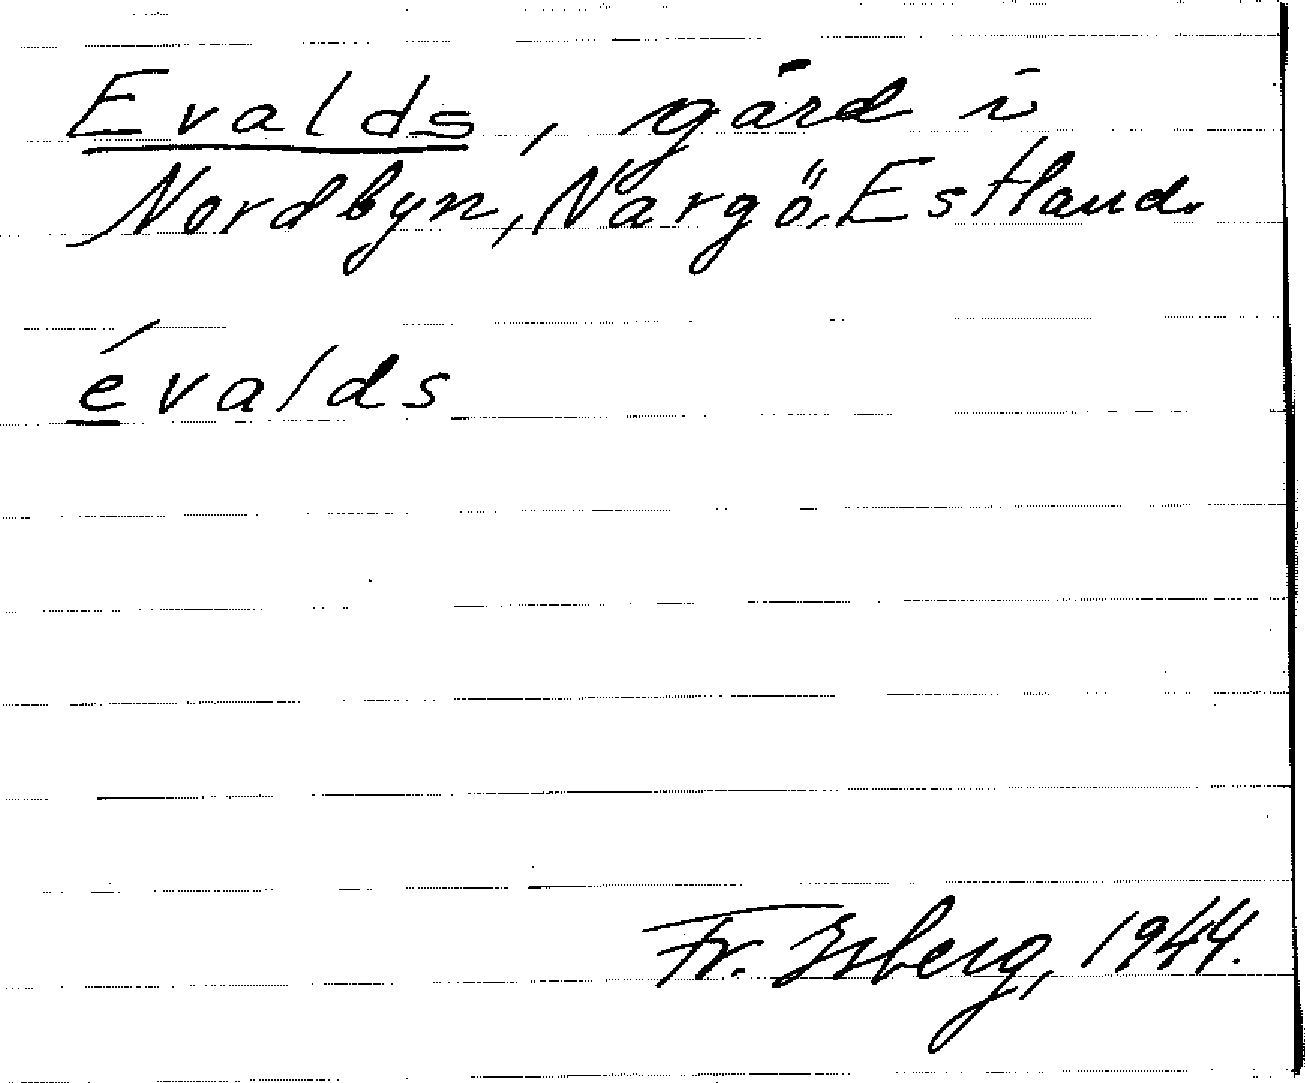 Evalds, gård i
Nordbyn, Nargö, Estland.
évalds
Fr. Isberg, 1944.